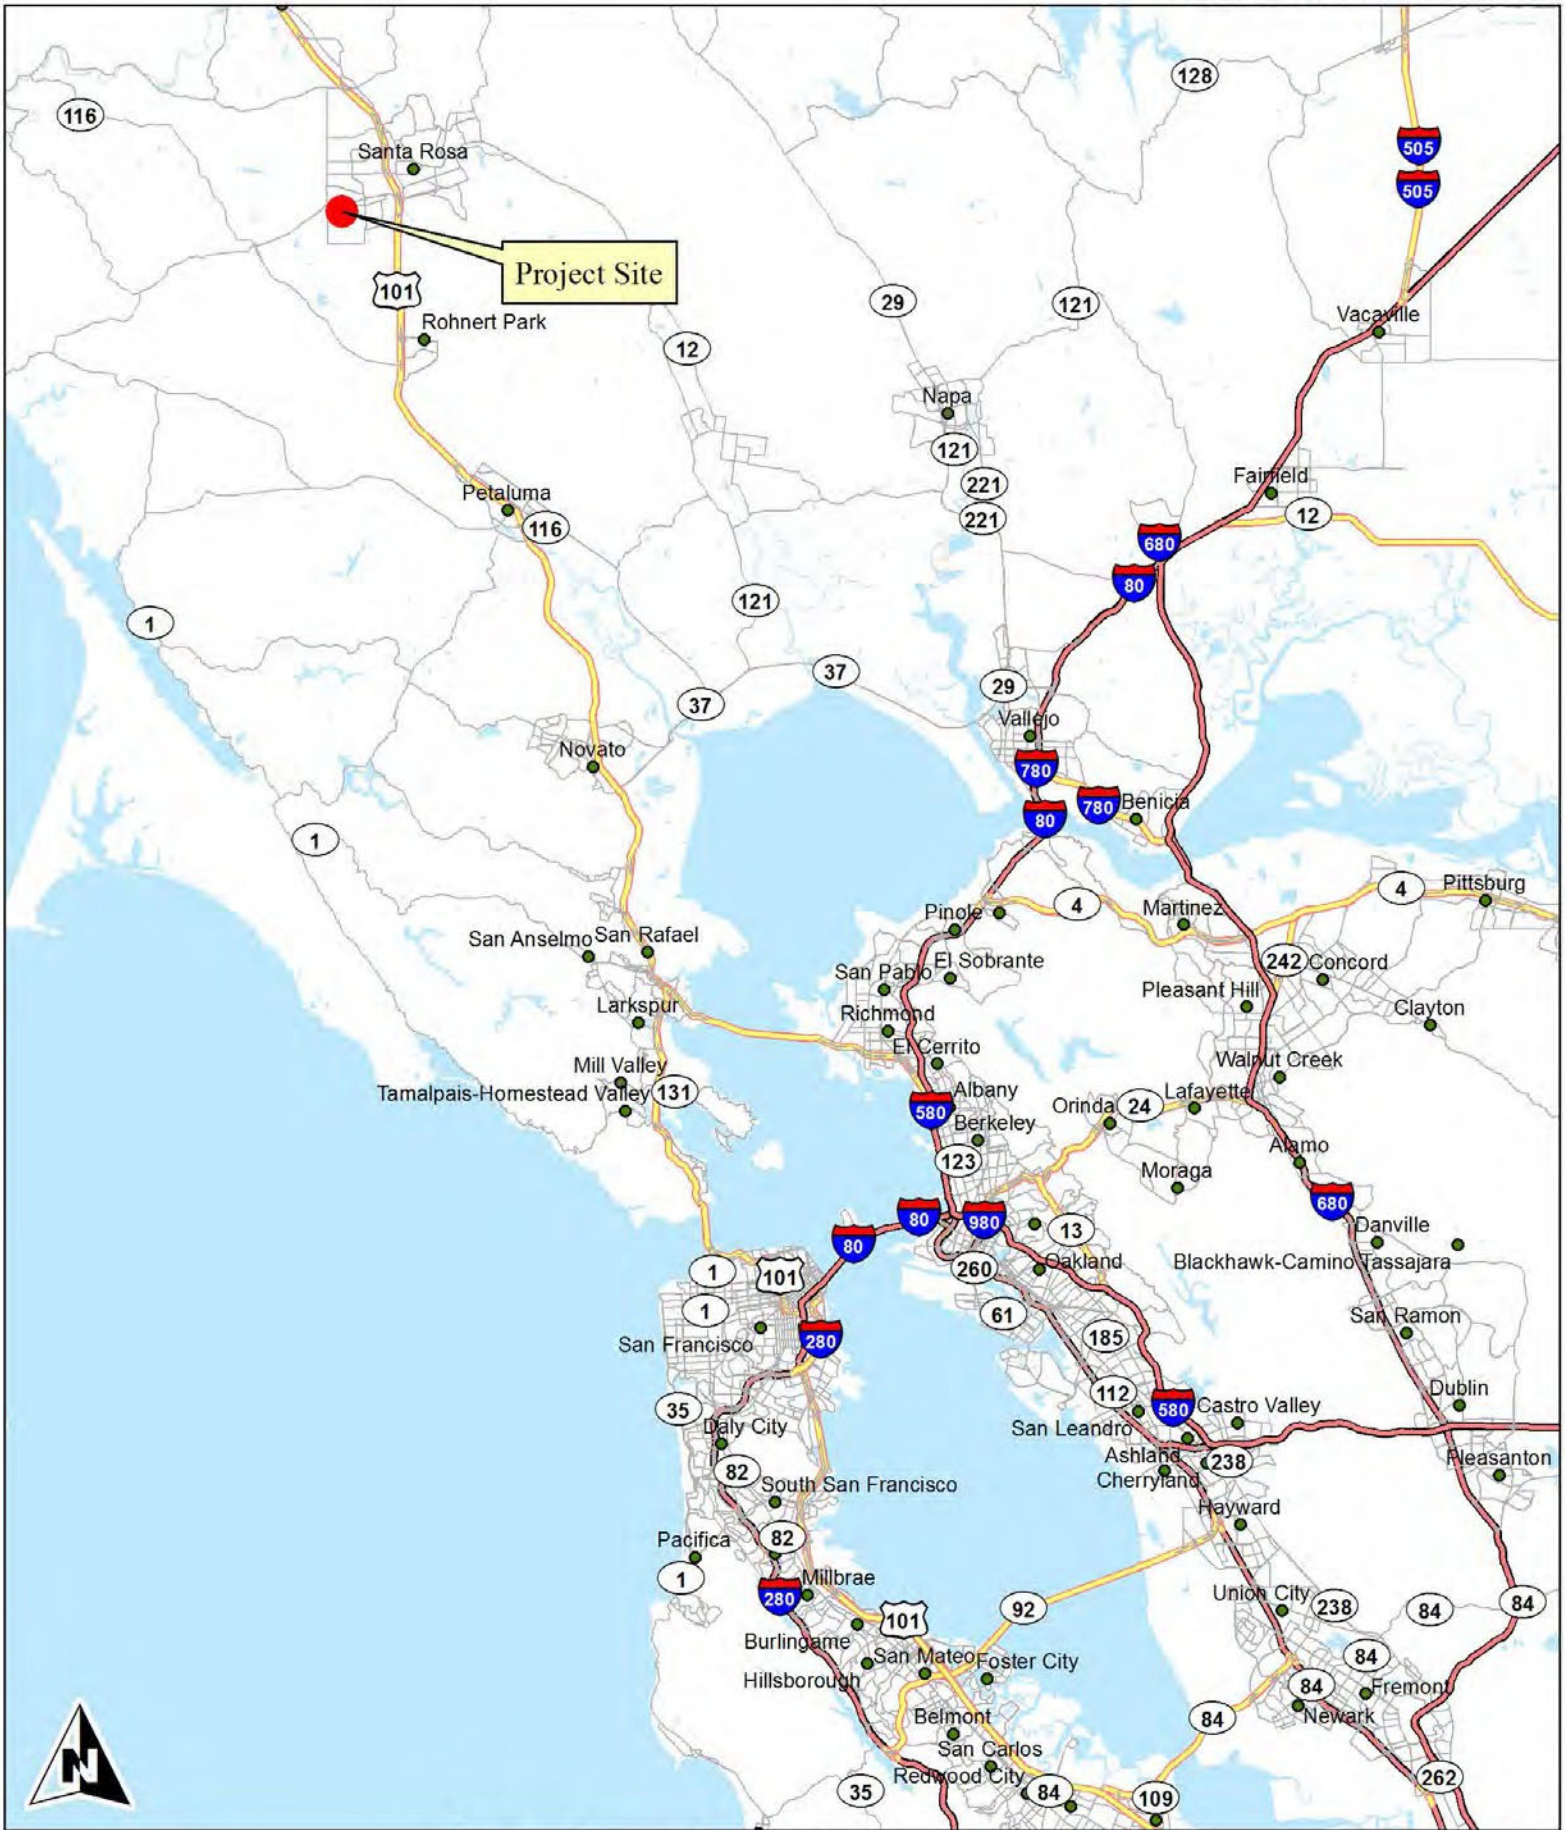 128
116
505
Santa Rosa
505
Project Site
101
29
121
Vacaville
Rohnert Park
12
Napa
121
Fairfield
221
Petaluma
12
221
116
680
80
121
1
37
29
37
Vallejo
Novato
780
780
Benicia
80
1
4
Pittsburg
4
Martinez
Pinole
San Anselmo
San Rafael
El Sobrante
242
Concord
San Pablo
Pleasant Hill
Larkspur
Richmond
Clayton
El Cerrito
Walnut Creek
Mill Valley
Tamalpais-Homestead Valley
131
Albany
Lafayette
Orinda
24
580
Berkeley
Alamo
123
Moraga
680
80
980
Danville
13
80
Oakland
Blackhawk-Camino Tassajara
260
1
101
1
61
San Ramon
185
280
San Francisco
Dublin
112
580
Castro Valley
35
San Leandro
Daly City
Ashland
238
Pleasanton
82
Cherryland
South San Francisco
Hayward
82
Pacifica
1
Millbrae
280
Union City
84
92
238
84
101
Burlingame
San Mateo
Foster City
84
Hillsborough
84
Fremont
Belmont
84
Newark
San Carlos
Redwood City
35
84
109
262
N